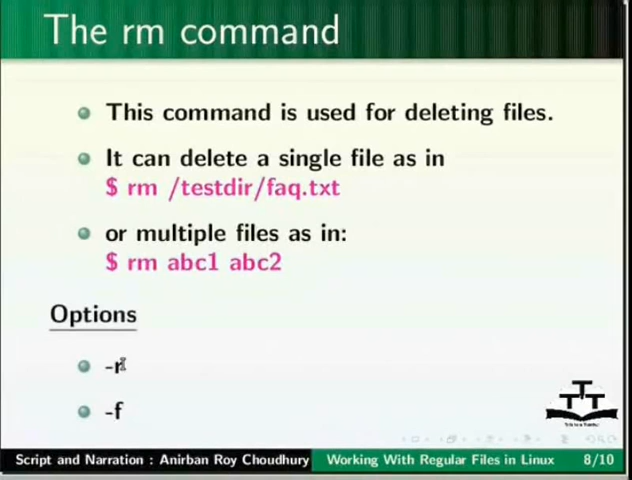 The rm command
This command is used for deleting files.
It can delete a single file as in
$ rm /testdir/faq.txt
or multiple files as in:
$ rm abc1 abc2
Options
-r
-f
TTT
Script and Narration : Anirban Roy Choudhury
Working With Regular Files in Linux
8/10